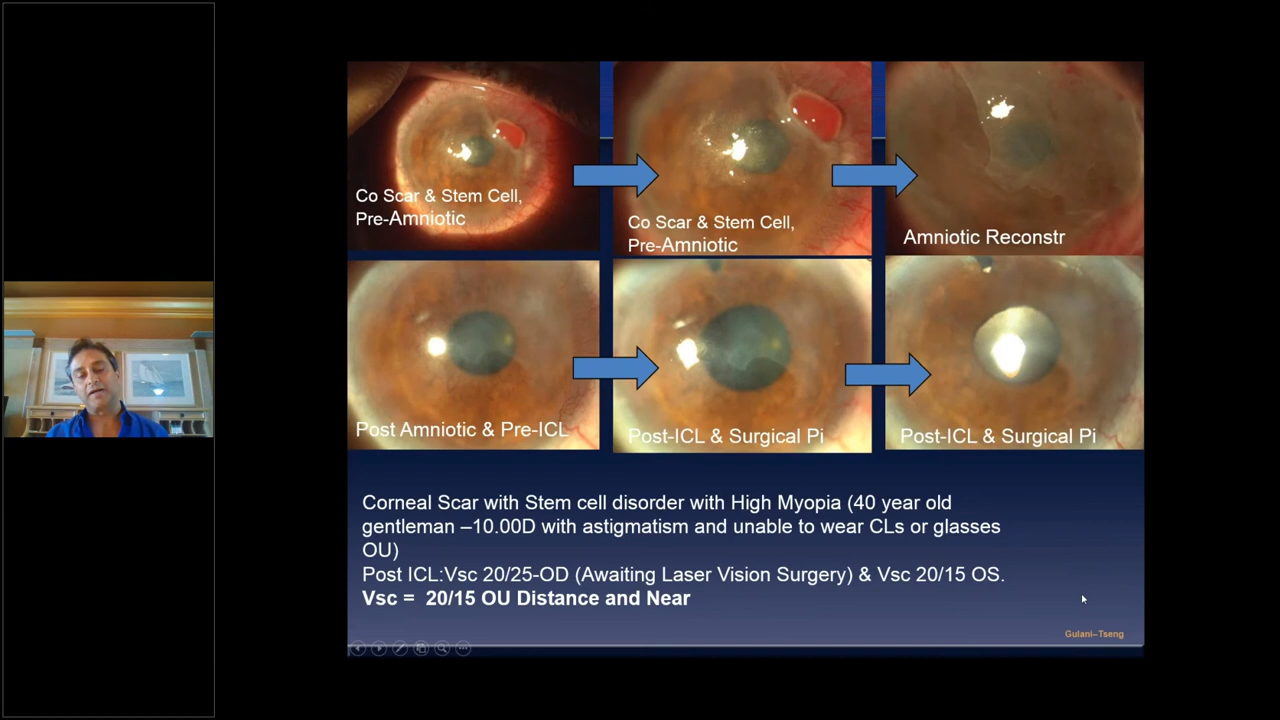 Co Scar & Stem Cell,
Pre-Amniotic
Co Scar & Stem Cell,
Pre-Amniotic
Amniotic Reconstr
Post Amniotic & Pre-ICL
Post-ICL & Surgical Pi
Post-ICL & Surgical Pi
Corneal Scar with Stem cell disorder with High Myopia (40 year old
gentleman –10.00D with astigmatism and unable to wear CLs or glasses
OU)
Post ICL:Vsc 20/25-OD (Awaiting Laser Vision Surgery) & Vsc 20/15 OS.
Vsc = 20/15 OU Distance and Near
Gulani–Tseng